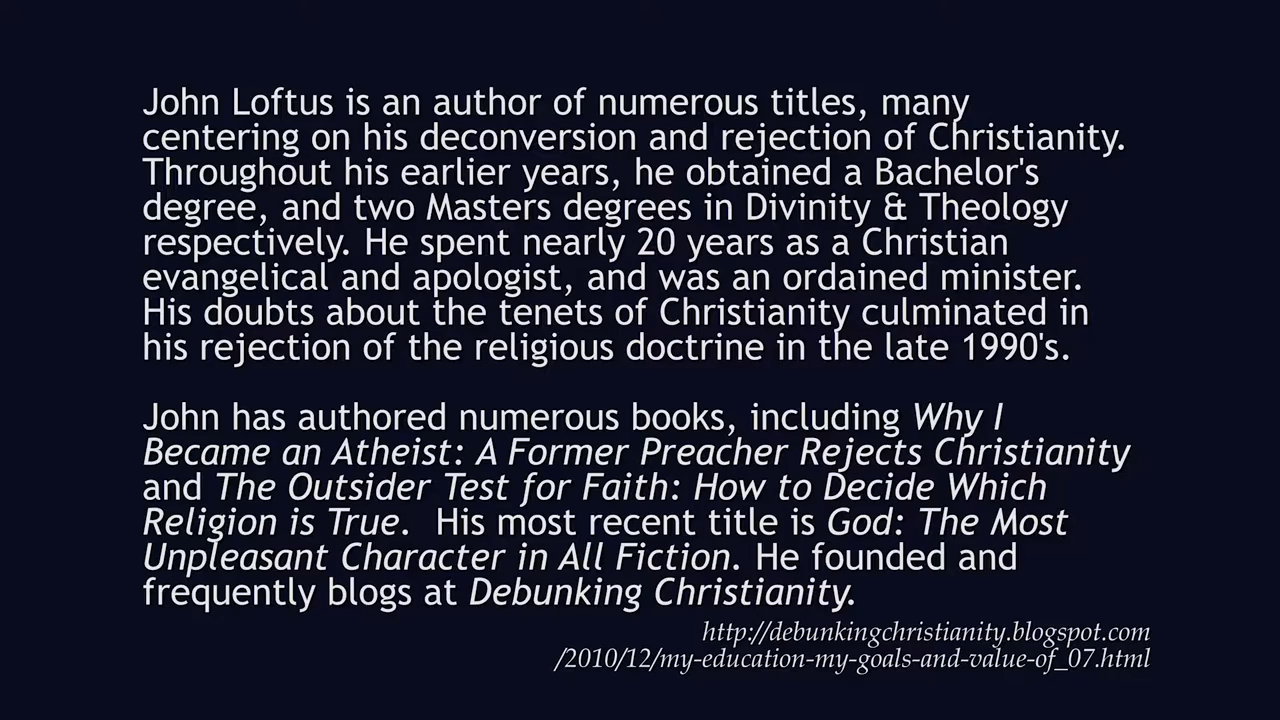 John Loftus is an author of numerous titles, many
centering on his deconversion and rejection of Christianity.
Throughout his earlier years, he obtained a Bachelor's
degree, and two Masters degrees in Divinity & Theology
respectively. He spent nearly 20 years as a Christian
evangelical and apologist, and was an ordained minister.
His doubts about the tenets of Christianity culminated in
his rejection of the religious doctrine in the late 1990's.
John has authored numerous books, including Why I
Became an Atheist: A Former Preacher Rejects Christianity
and The Outsider Test for Faith: How to Decide Which
Religion is True.  His most recent title is God: The Most
Unpleasant Character in All Fiction. He founded and
frequently blogs at Debunking Christianity.
http://debunkingchristianity.blogspot.com
/2010/12/my-education-my-goals-and-value-of_07.html